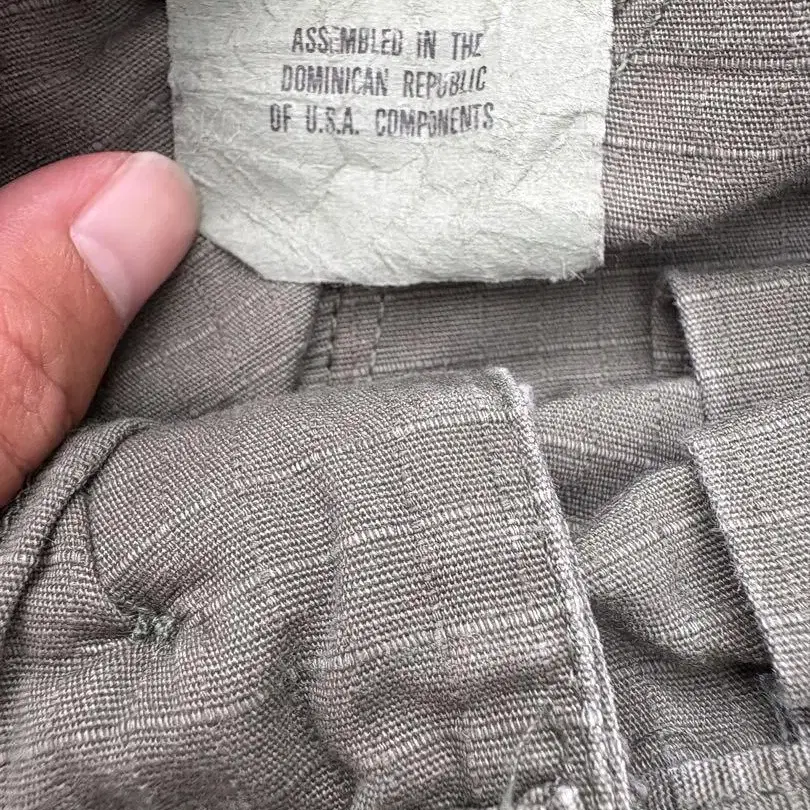 ASSEMBLED IN THE
DOMINICAN REPUBLIC
OF U.S.A. COMPONENTS